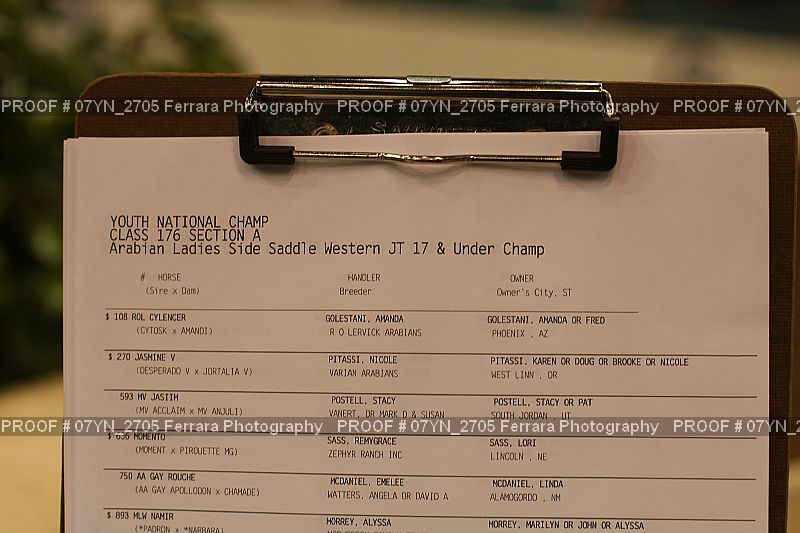 PROOF # 07YN_2705 Ferrara Photography PROOF # 07YN_2705 Ferrara Photography PROOF # 07YN_2705
YOUTH NATIONAL CHAMP
CLASS 176 SECTION A
Arabian Ladies Side Saddle Western JT 17 & Under Champ
# HORSE HANDLER OWNER
(Sire x Dam) Breeder Owner's City, ST
$ 108 ROL CYLENCER GOLESTANI, AMANDA GOLESTANI, AMANDA OR FRED
(CYTOSK x AMANDI) R O LERVICK ARABIANS PHOENIX , AZ
$ 270 JASMINE V PITASSI, NICOLE PITASSI, KAREN OR DOUG OR BROOKE OR NICOLE
(DESPERADO V x JORTALIA V) VARIAN ARABIANS WEST LINN , OR
593 MV JASIIH POSTELL, STACY POSTELL, STACY OR PAT
(MV ACCLAIM x MV ANJULI) VANERT, DR MARK D & SUSAN SOUTH JORDAN , UT
PROOF # 07YN_2705 Ferrara Photography PROOF # 07YN_2705 Ferrara Photography PROOF # 07YN_2705
$ 636 MOMENTO SASS, REMYGRACE SASS, LORI
(MOMENT x PIROUETTE MG) ZEPHYR RANCH INC LINCOLN , NE
750 AA GAY ROUCHE MCDANIEL, EMELEE MCDANIEL, LINDA
(AA GAY APOLLODON x CHAMADE) WATTERS, ANGELA OR DAVID A ALAMOGORDO , NM
$ 893 MLW NAMIR MORREY, ALYSSA MORREY, MARILYN OR JOHN OR ALYSSA
(*PADRON x *NARBARA)